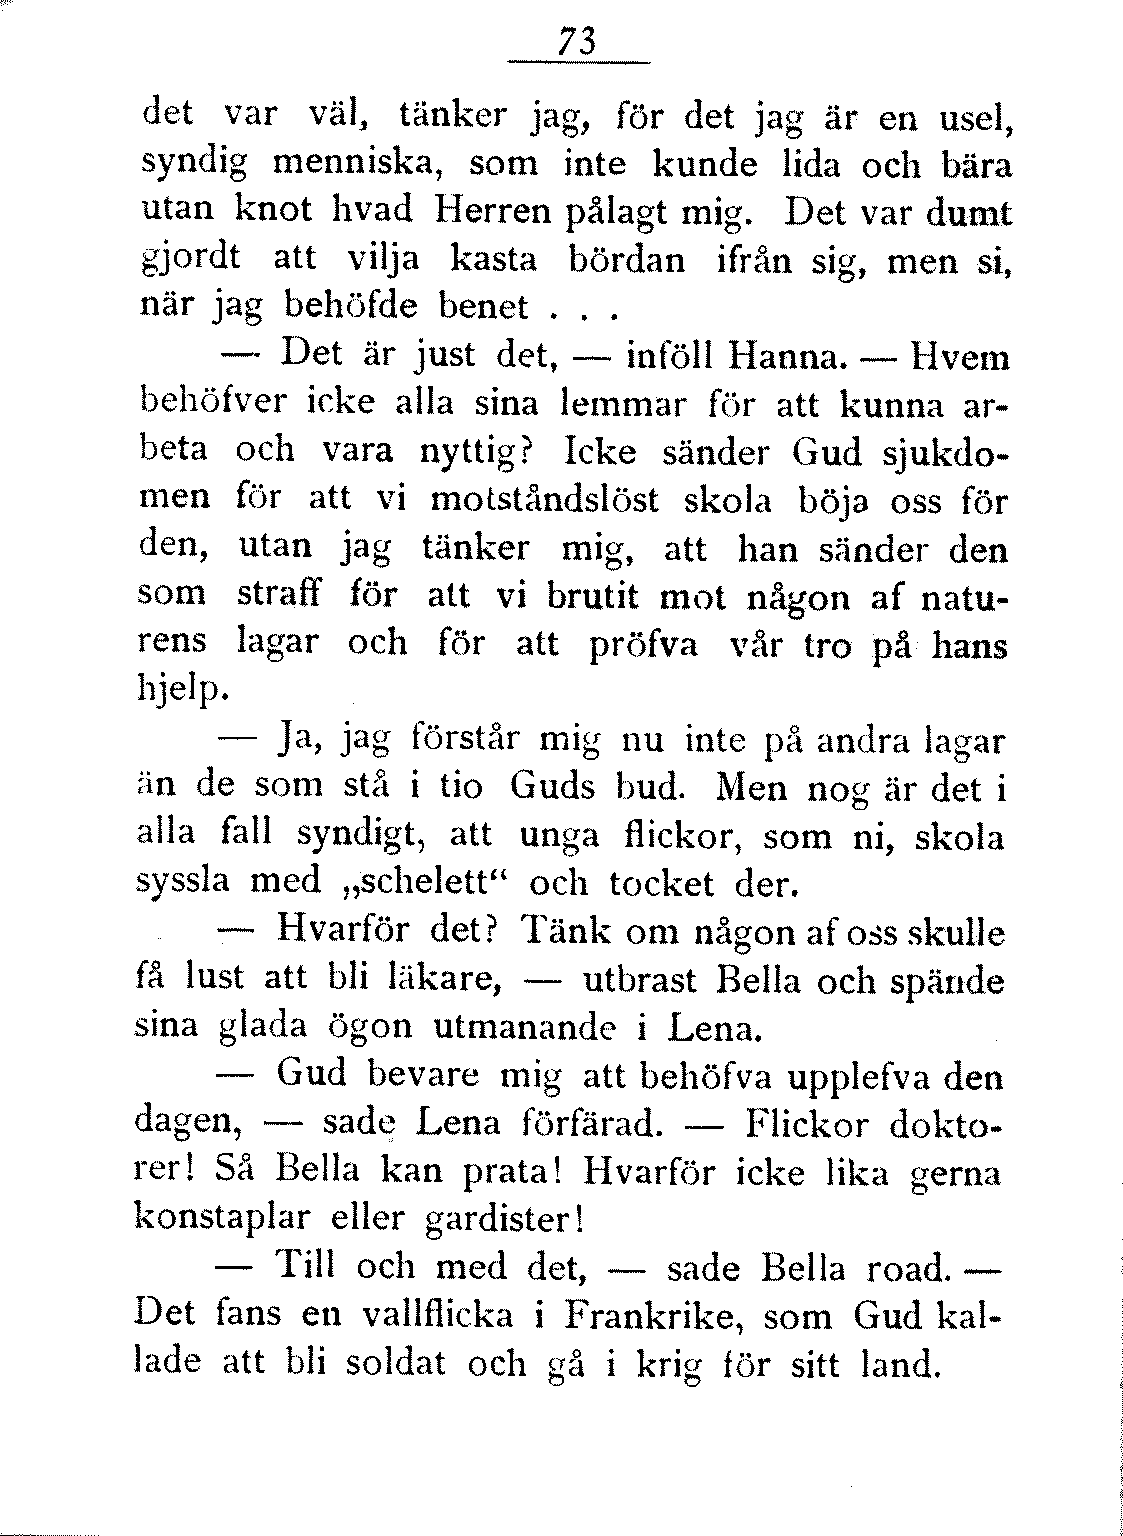 73
det var väl, tänker jag, för det jag är en usel,
syndig menniska, som inte kunde lida och bära
utan knot hvad Herren pålagt mig. Det var dumt
gjordt att vilja kasta bördan ifrån sig, men si,
när jag behöfde benet . . .
— Det är just det, — inföll Hanna. — Hvem
behöfver icke alla sina lemmar för att kunna ar-
beta och vara nyttig? Icke sänder Gud sjukdo-
men för att vi motståndslöst skola böja oss för
den, utan jag tänker mig, att han sänder den
som straff för att vi brutit mot någon af natu-
rens lagar och för att pröfva vår tro på hans
hjelp.
— Ja, jag förstår mig nu inte på andra lagar
än de som stå i tio Guds bud. Men nog är det i
alla fall syndigt, att unga flickor, som ni, skola
syssla med „schelett“ och tocket der.
— Hvarför det? Tänk om någon af oss skulle
få lust att bli läkare, — utbrast Bella och spände
sina glada ögon utmanande i Lena.
— Gud bevare mig att behöfva upplefva den
dagen, — sade Lena förfärad. — Flickor dokto-
rer! Så Bella kan prata! Hvarför icke lika gerna
konstaplar eller gardister!
— Till och med det, — sade Bella road. —
Det fans en vallflicka i Frankrike, som Gud kal-
lade att bli soldat och gå i krig för sitt land.